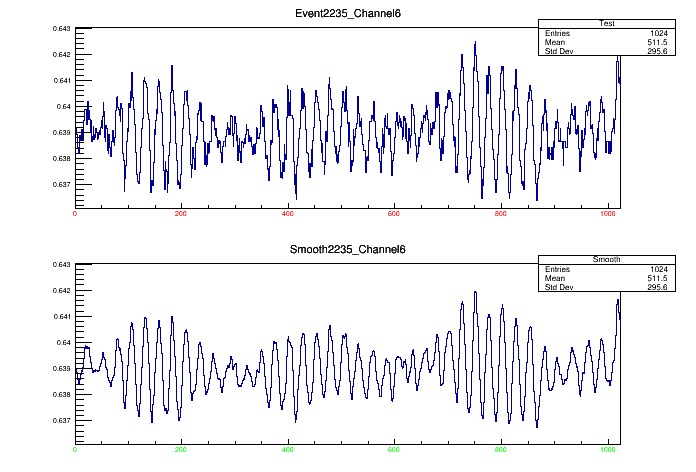 Event2235_Channel6
Test
Entries 1024
Mean 511.5
Std Dev 295.6
0.643
0.642
0.641
0.64
0.639
0.638
0.637
0 200 400 600 800 1000
Smooth2235_Channel6
Smooth
Entries 1024
Mean 511.5
Std Dev 295.6
0.643
0.642
0.641
0.64
0.639
0.638
0.637
0 200 400 600 800 1000